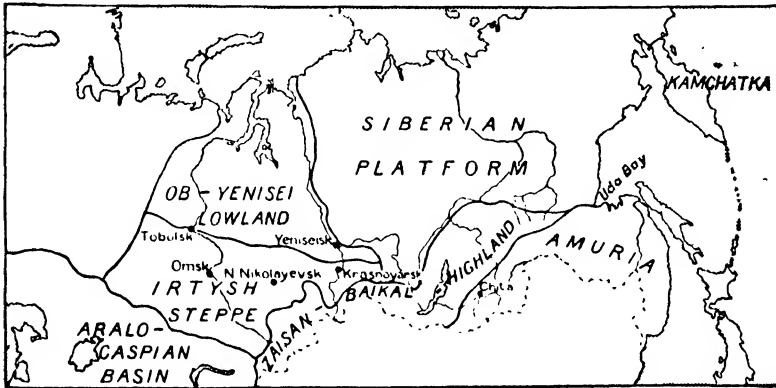 KAMCHATKA
SIBERIAN
PLATFORM
OB - YENISEI
LOWLAND
Uda Bay
Tobolsk
Yeniseisk
HIGHLAND
AMURIA
Omsk
N. Nikolayevsk
Krasnoyarsk
BAIKAL
Chita
IRTYSH
STEPPE
ZAISAN
ARALO-
CASPIAN
BASIN